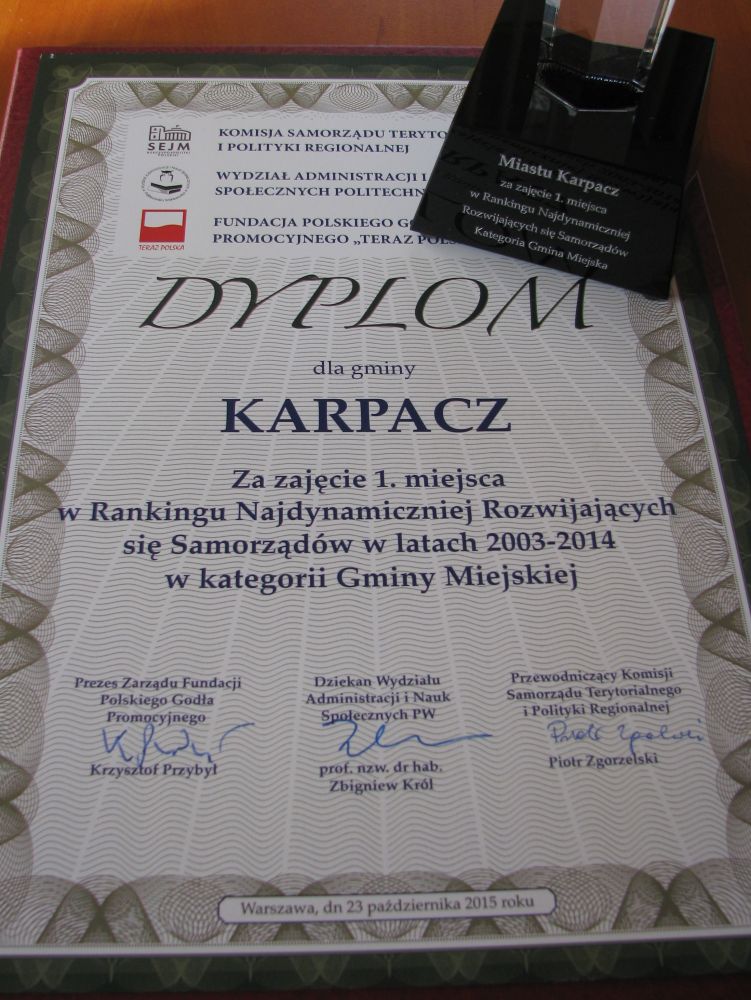 SEJM
KOMISJA SAMORZĄDU
I POLITYKI REGIONALNEJ
WYDZIAŁ ADMINISTRACJI I
SPOŁECZNYCH
TERAZ POLSKA
FUNDACJA POLSKIEGO
PROMOCYJNEGO „TERAZ
DYPLOM
dla gminy
KARPACZ
Za zajęcie 1. miejsca
w Rankingu Najdynamiczniej Rozwijających
się Samorządów w latach 2003-2014
w kategorii Gminy Miejskiej
Prezes Zarządu Fundacji
Polskiego Godła
Promocyjnego
Krzysztof Przybył
Dziekan Wydziału
Administracji i Nauk
Społecznych PW
prof. nzw. dr hab.
Zbigniew Król
Przewodniczący Komisji
Samorządu Terytorialnego
i Polityki Regionalnej
Piotr Zgorzelski
Warszawa, dn 23 października 2015 roku
Miastu Karpacz
za zajęcie 1. miejsca
w Rankingu Najdynamiczniej
Rozwijających się Samorządów
Kategoria Gmina Miejska